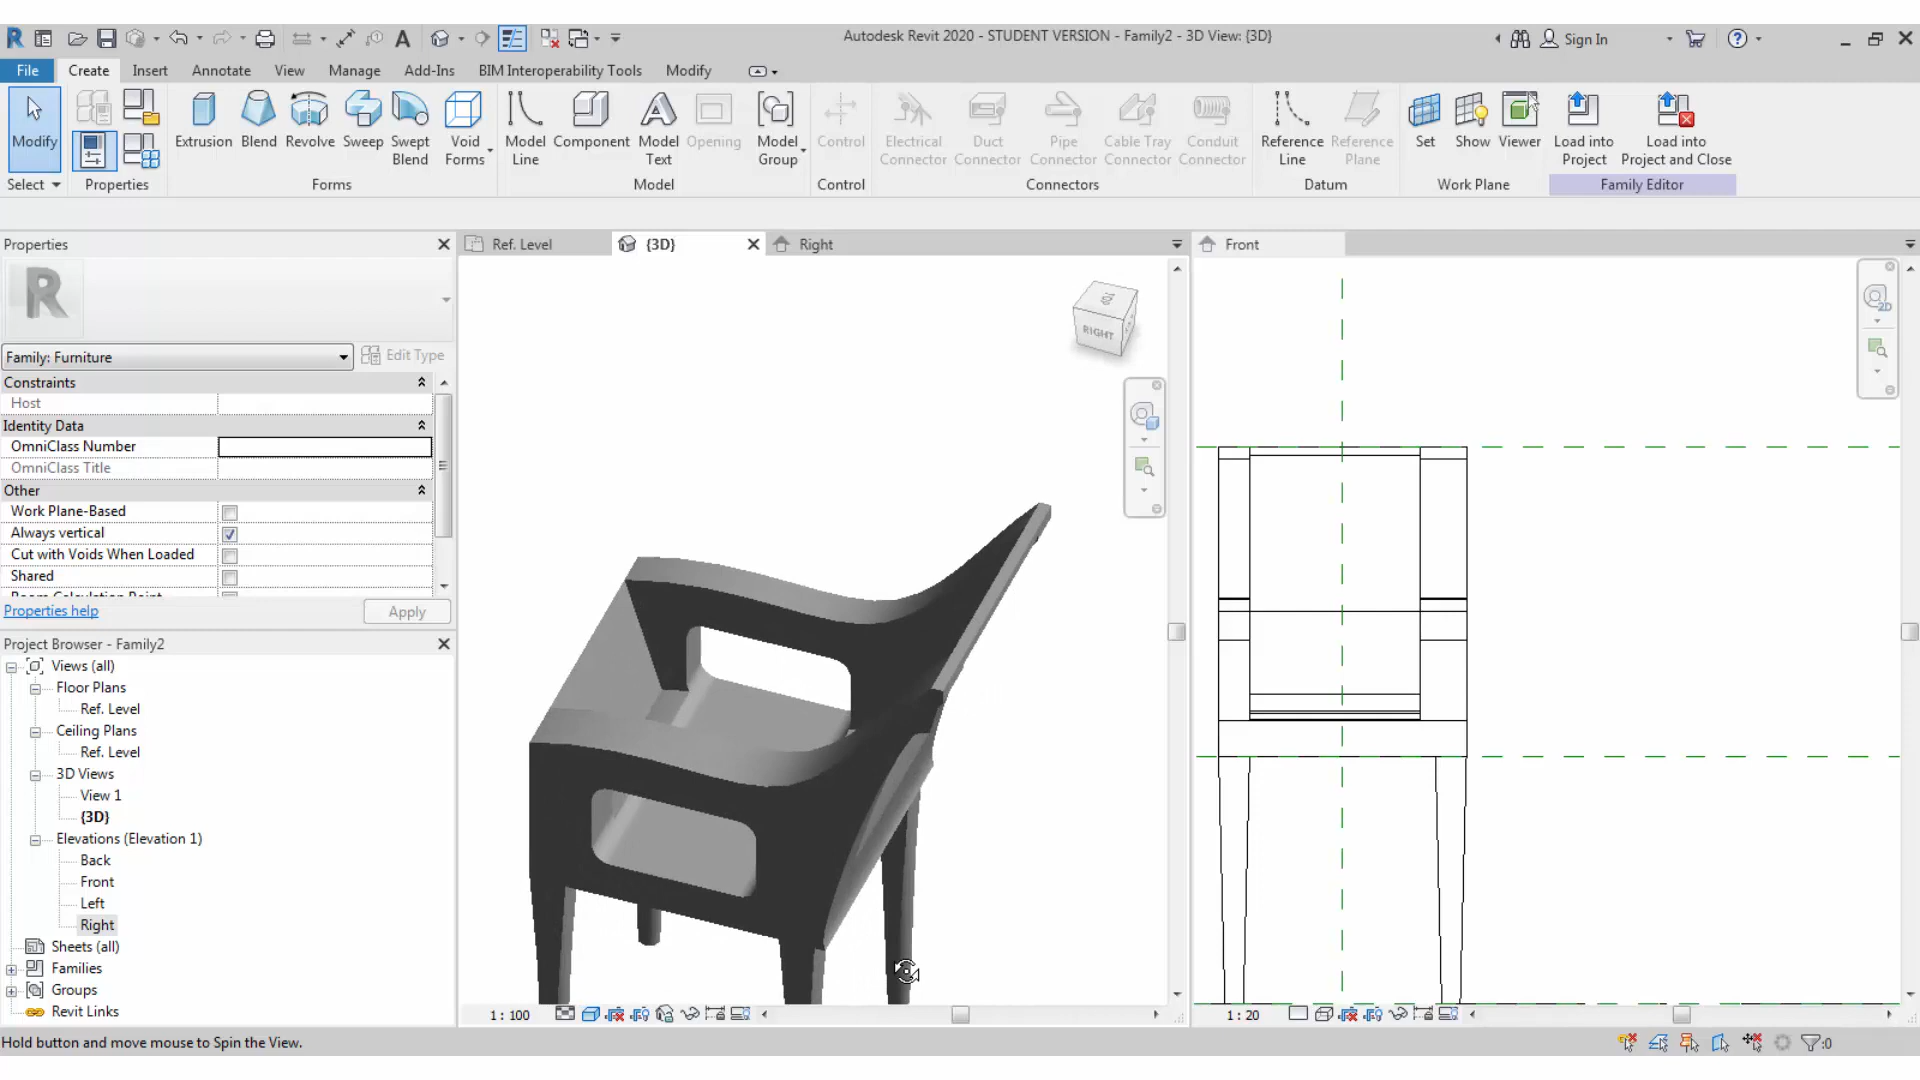 Autodesk Revit 2020 - STUDENT VERSION - Family2 - 3D View: {3D}
Sign In
File Create Insert Annotate View Manage Add-Ins BIM Interoperability Tools Modify
Modify Extrusion Blend Revolve Sweep Swept Blend Void Forms Model Line Component Model Text Opening Model Group Control Electrical Connector Duct Connector Pipe Connector Cable Tray Connector Conduit Connector Reference Line Reference Plane Set Show Viewer Load into Project Load into Project and Close
Select Properties Forms Model Control Connectors Datum Work Plane Family Editor
Properties
Ref. Level
{3D}
Right
Front
Family: Furniture
Edit Type
Constraints
Host
Identity Data
OmniClass Number
OmniClass Title
Other
Work Plane-Based
Always vertical
Cut with Voids When Loaded
Shared
Properties help
Apply
Project Browser - Family2
Views (all)
Floor Plans
Ref. Level
Ceiling Plans
Ref. Level
3D Views
View 1
{3D}
Elevations (Elevation 1)
Back
Front
Left
Right
Sheets (all)
Families
Groups
Revit Links
TOP
RIGHT
2D
1 : 100
1 : 20
Hold button and move mouse to Spin the View.
:0